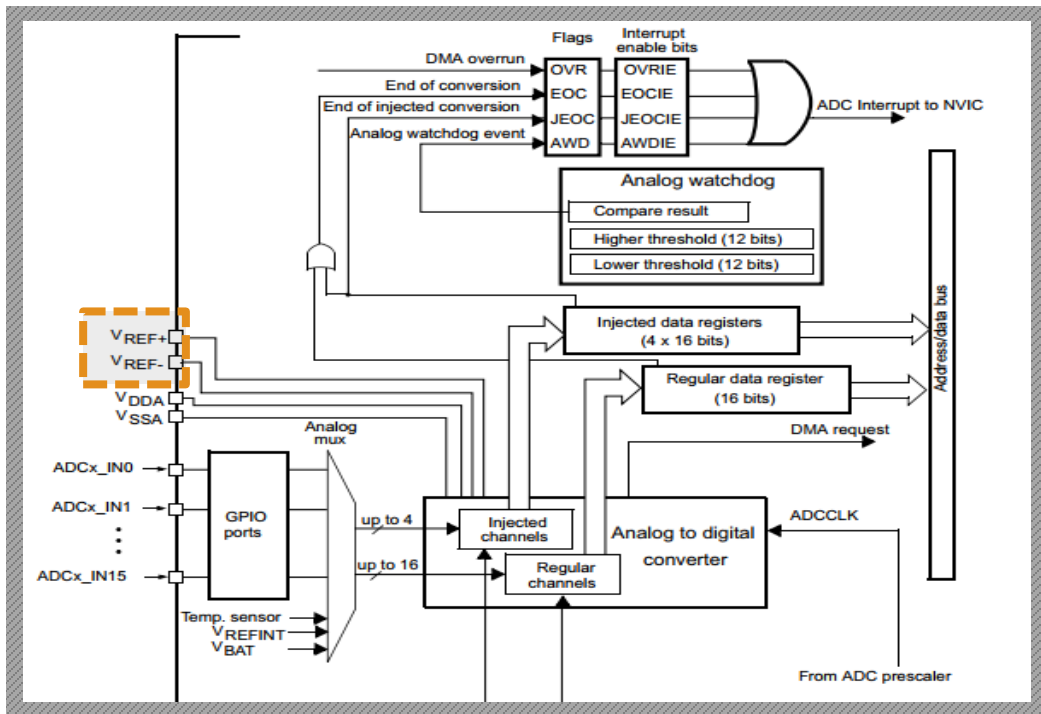 Flags
Interrupt
enable bits
DMA overrun
OVR
OVRIE
End of conversion
EOC
EOCIE
End of injected conversion
JEOC
JEOCIE
Analog watchdog event
AWD
AWDIE
ADC Interrupt to NVIC
Analog watchdog
Compare result
Higher threshold (12 bits)
Lower threshold (12 bits)
Address/data bus
Injected data registers
(4 x 16 bits)
Regular data register
(16 bits)
DMA request
VREF+
VREF-
VDDA
VSSA
Analog
mux
ADCx_IN0
ADCx_IN1
ADCx_IN15
GPIO
ports
up to 4
up to 16
Injected
channels
Regular
channels
Analog to digital
converter
ADCCLK
Temp. sensor
VREFINT
VBAT
From ADC prescaler